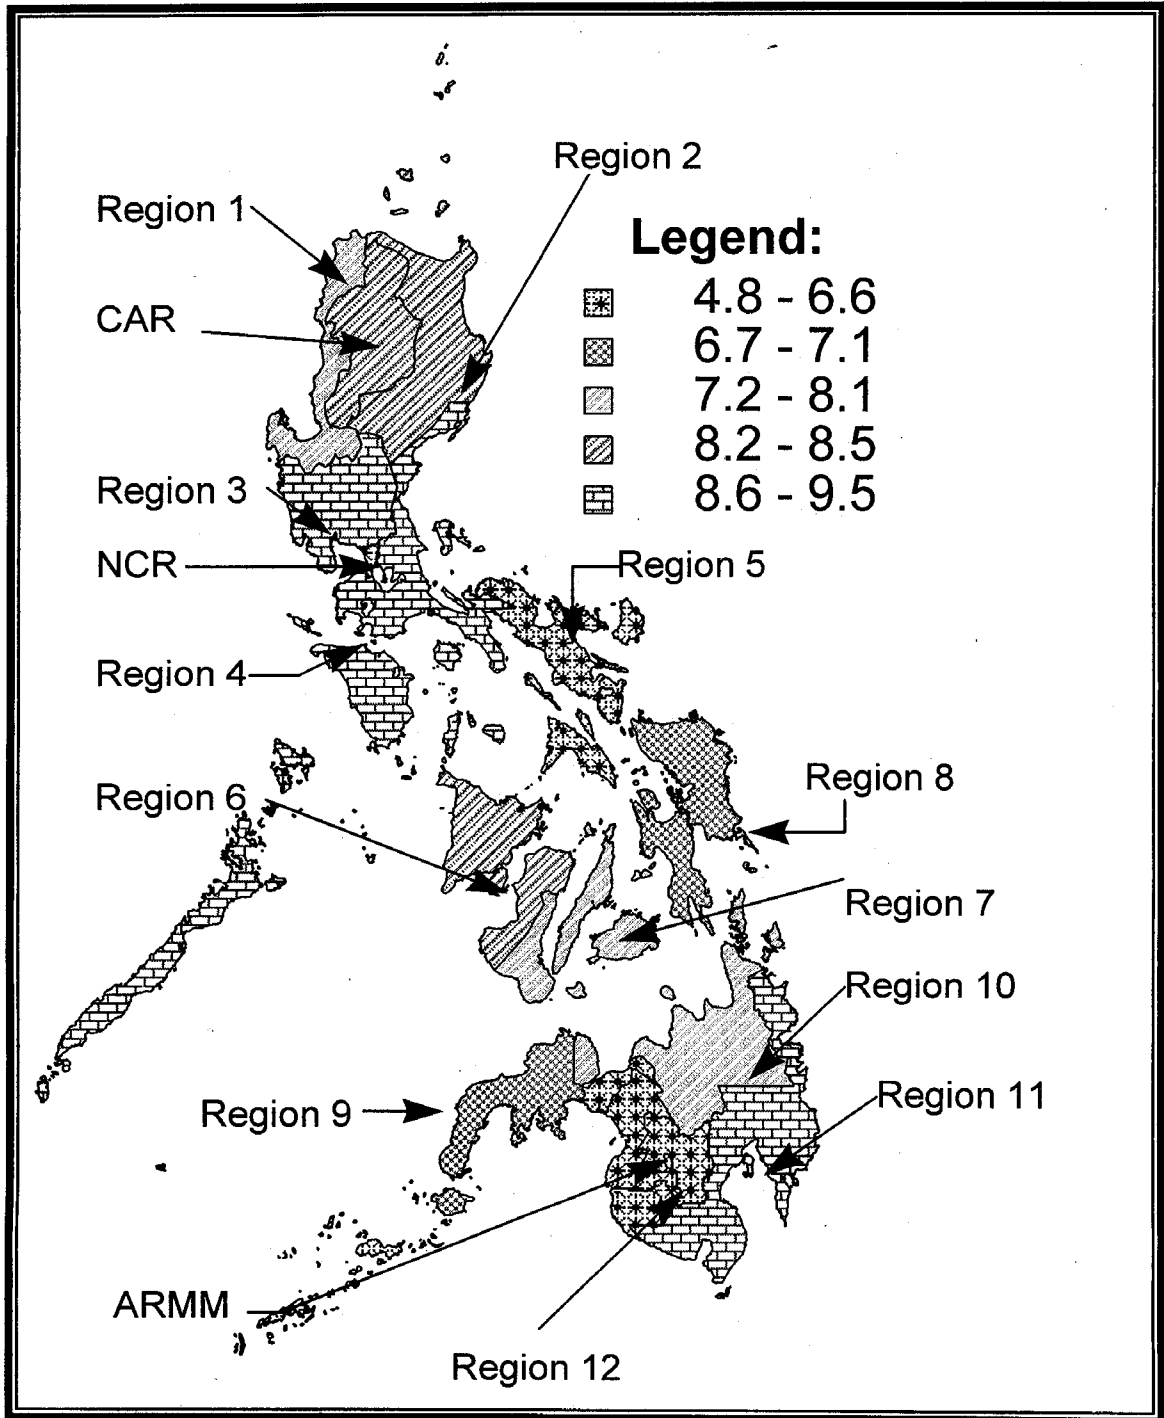 Region 2
Region 1
Legend:
4.8 - 6.6
CAR
6.7 - 7.1
7.2 - 8.1
8.2 - 8.5
Region 3
8.6 - 9.5
NCR
Region 5
Region 4
Region 8
Region 6
Region 7
Region 10
Region 11
Region 9
ARMM
Region 12